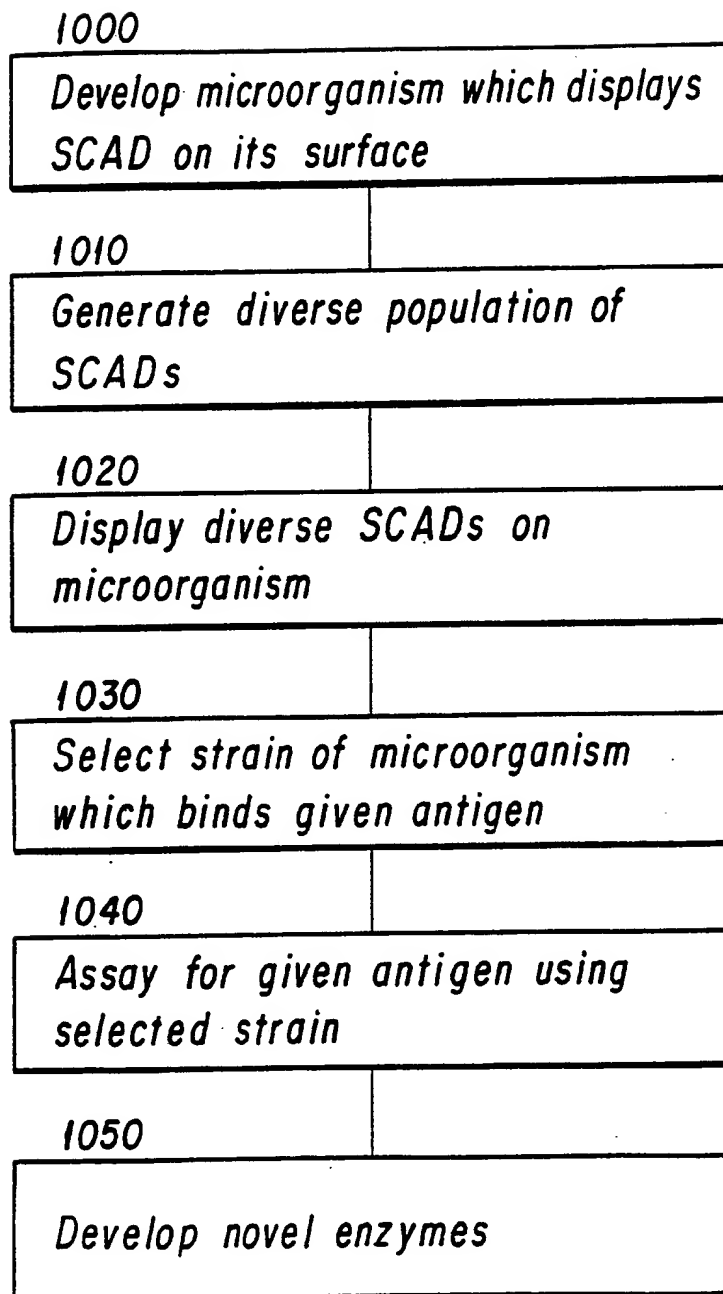 1000
Develop microorganism which displays
SCAD on its surface
1010
Generate diverse population of
SCADs
1020
Display diverse SCADs on
microorganism
1030
Select strain of microorganism
which binds given antigen
1040
Assay for given antigen using
selected strain
1050
Develop novel enzymes